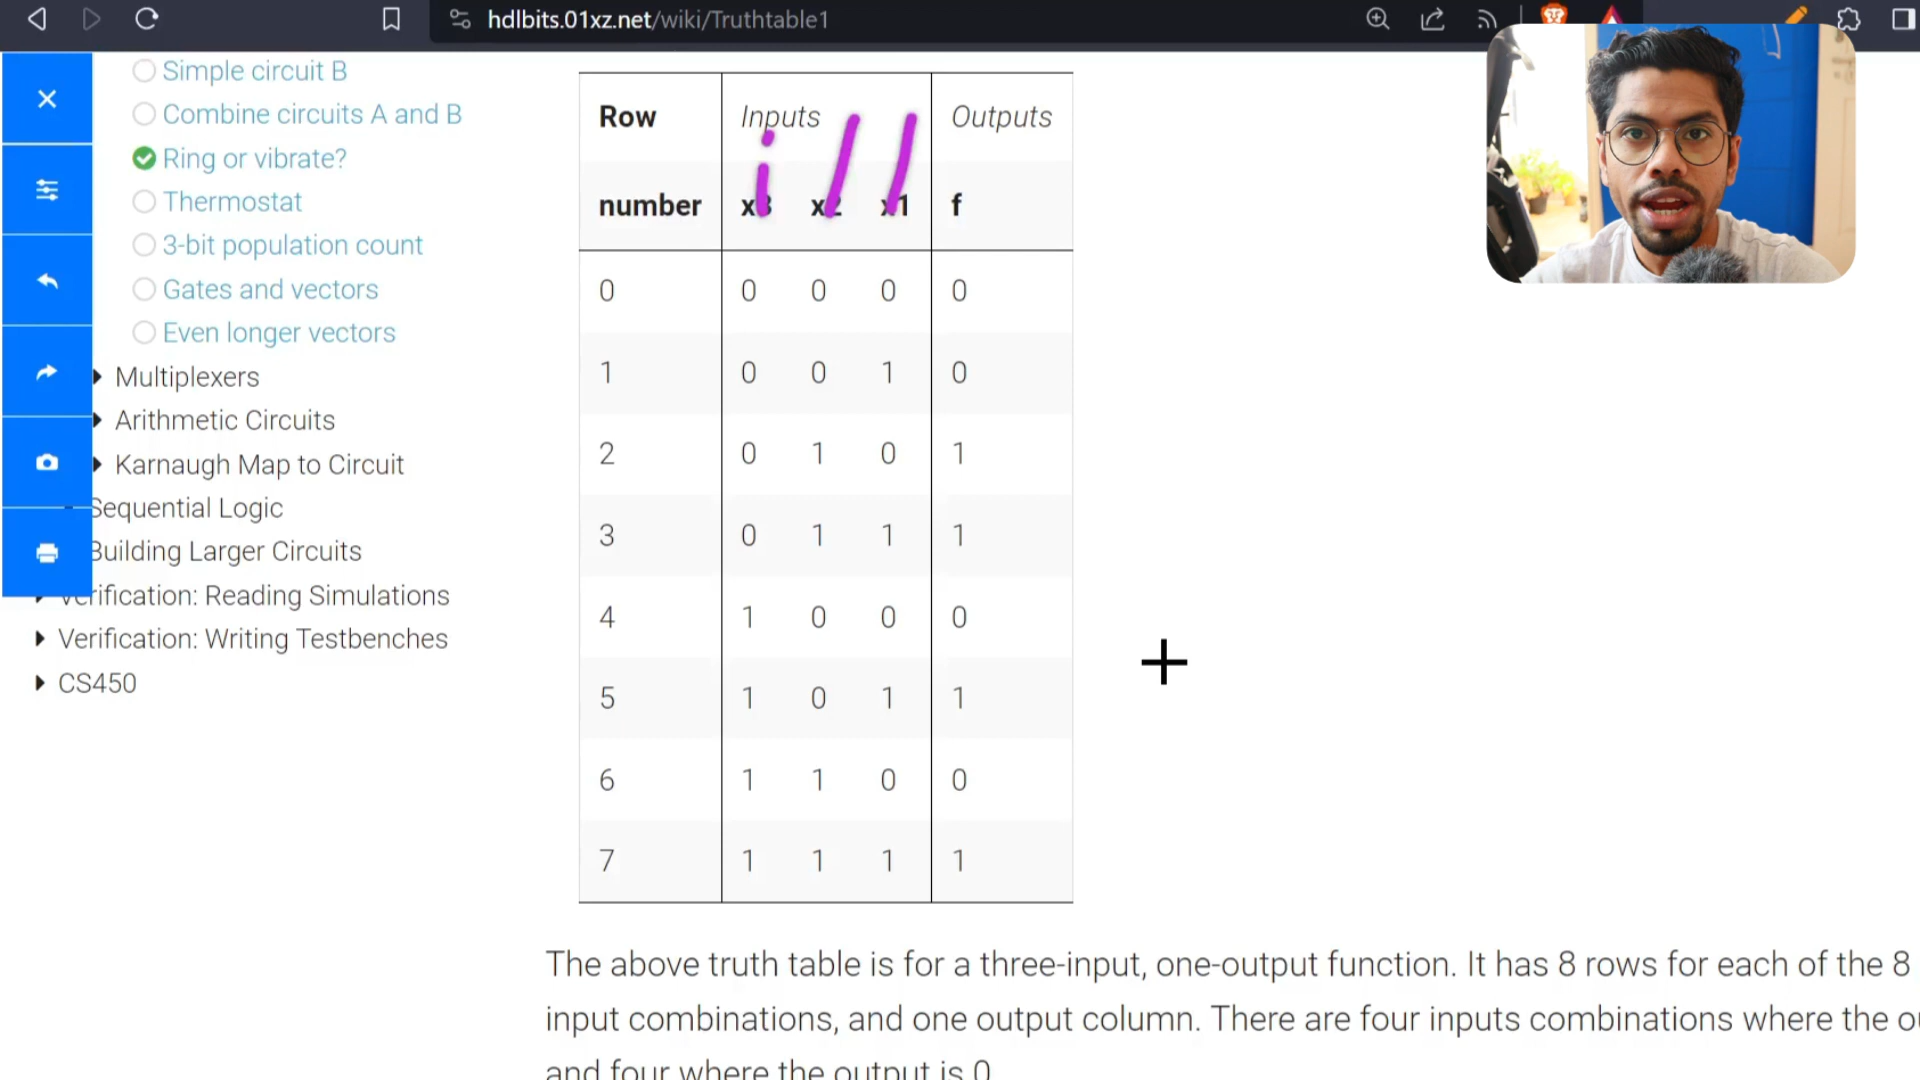 hdlbits.01xz.net/wiki/Truthtable1
Simple circuit B
Combine circuits A and B
Ring or vibrate?
Thermostat
3-bit population count
Gates and vectors
Even longer vectors
Multiplexers
Arithmetic Circuits
Karnaugh Map to Circuit
Sequential Logic
Building Larger Circuits
Verification: Reading Simulations
Verification: Writing Testbenches
CS450
Row Inputs Outputs
number x3 x2 x1 f
0 0 0 0 0
1 0 0 1 0
2 0 1 0 1
3 0 1 1 1
4 1 0 0 0
5 1 0 1 1
6 1 1 0 0
7 1 1 1 1
The above truth table is for a three-input, one-output function. It has 8 rows for each of the 8
input combinations, and one output column. There are four inputs combinations where the
and four where the output is 0